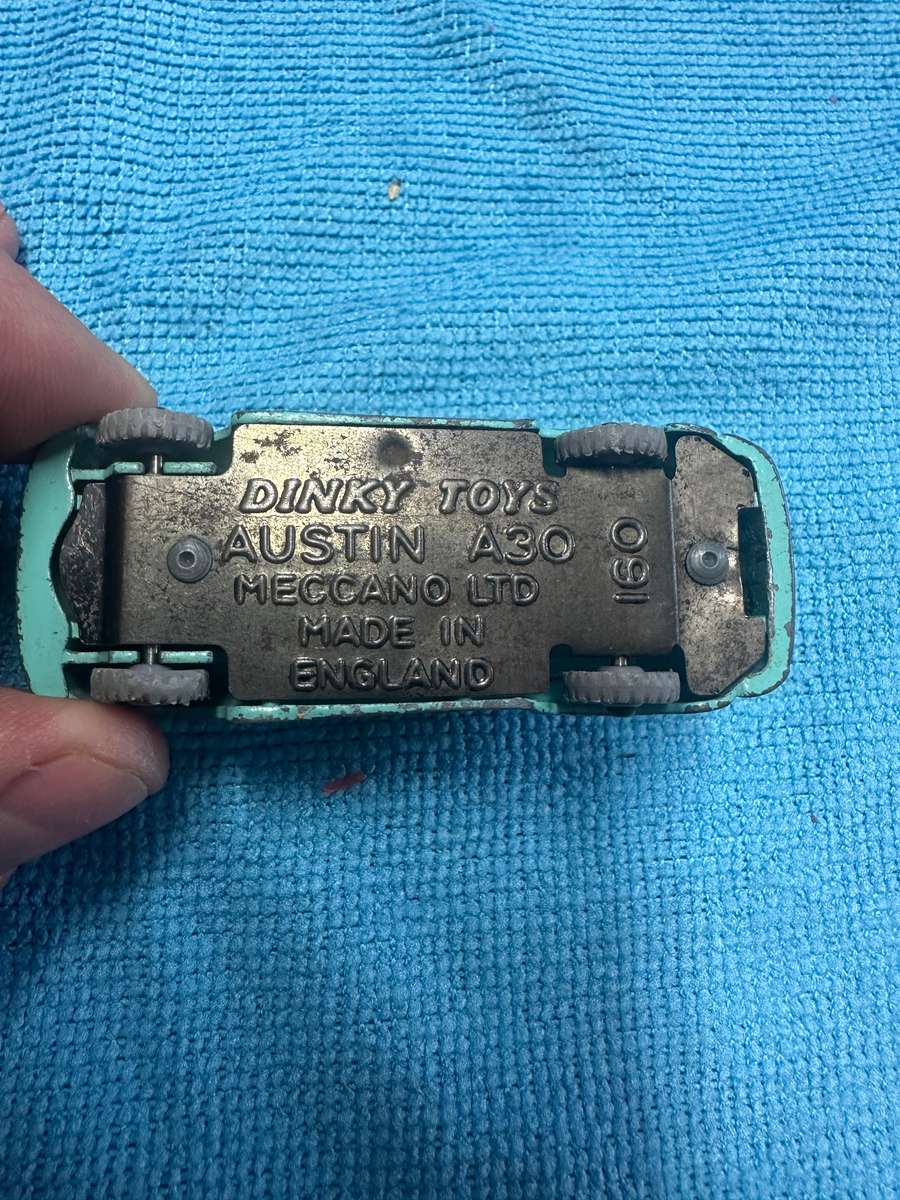 DINKY TOYS
AUSTIN A30
MECCANO LTD
MADE IN
ENGLAND
160